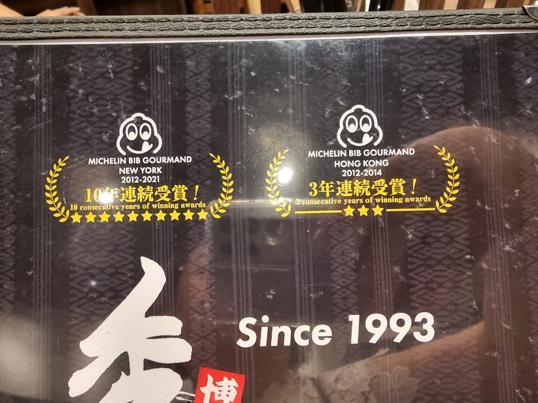 MICHELIN BIB GOURMAND
NEW YORK
2012-2021
10年連続受賞！
10 consecutive years of winning awards
MICHELIN BIB GOURMAND
HONG KONG
2012-2014
3年連続受賞！
3 consecutive years of winning awards
Since 1993
秀
博